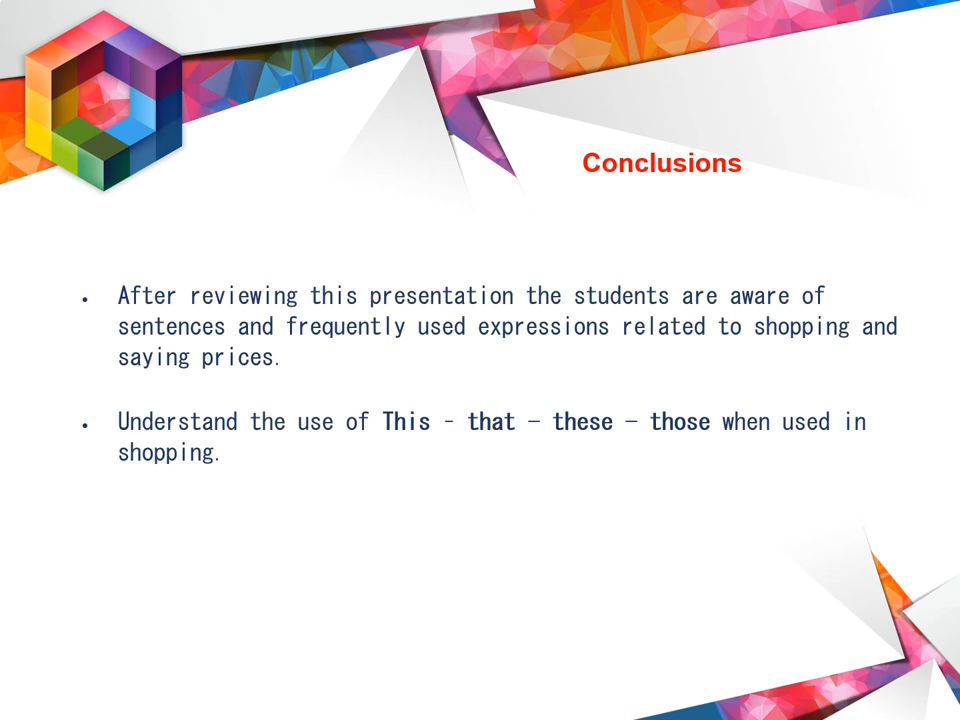 Conclusions
• After reviewing this presentation the students are aware of
sentences and frequently used expressions related to shopping and
saying prices.
• Understand the use of This – that – these – those when used in
shopping.